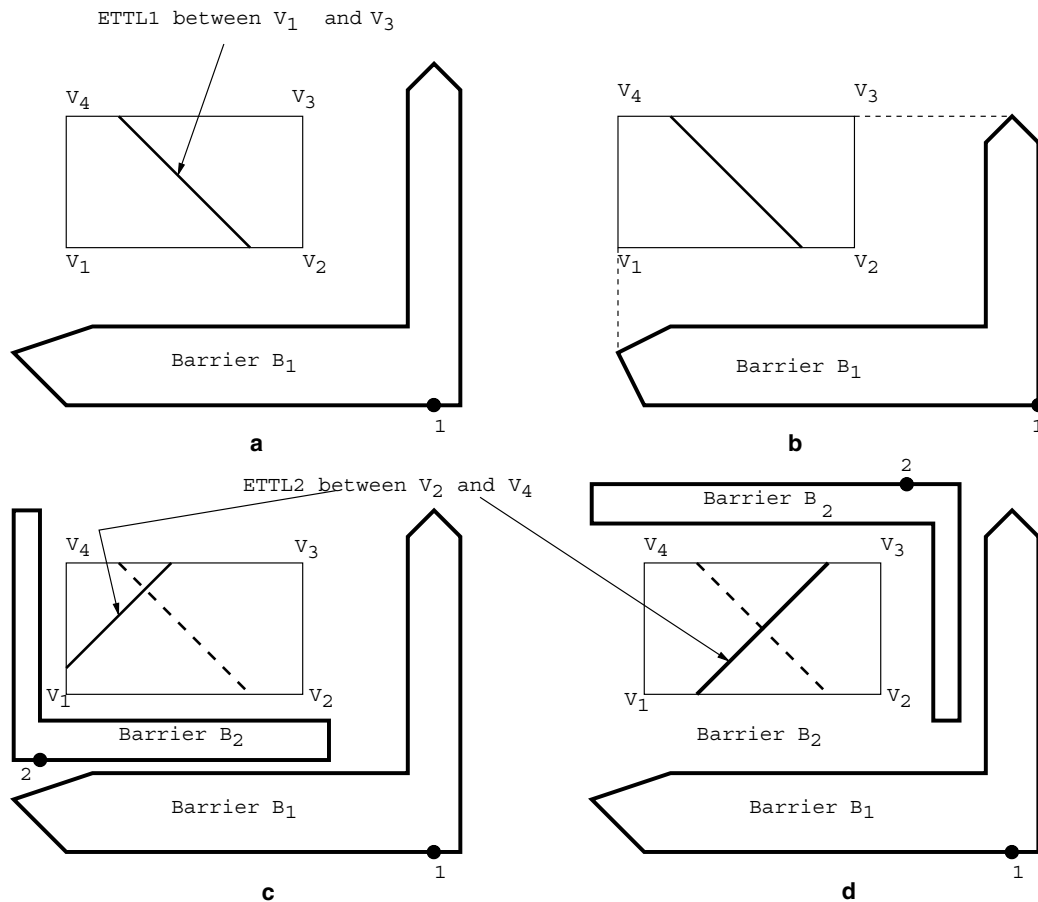 ETTL1 between V1 and V3
V4 V3
V1 V2
Barrier B1
1
a
V4 V3
V1 V2
Barrier B1
1
b
ETTL2 between V2 and V4
V4 V3
V1 V2
Barrier B2
2
Barrier B1
1
c
2
Barrier B2
V4 V3
V1 V2
Barrier B2
Barrier B1
1
d